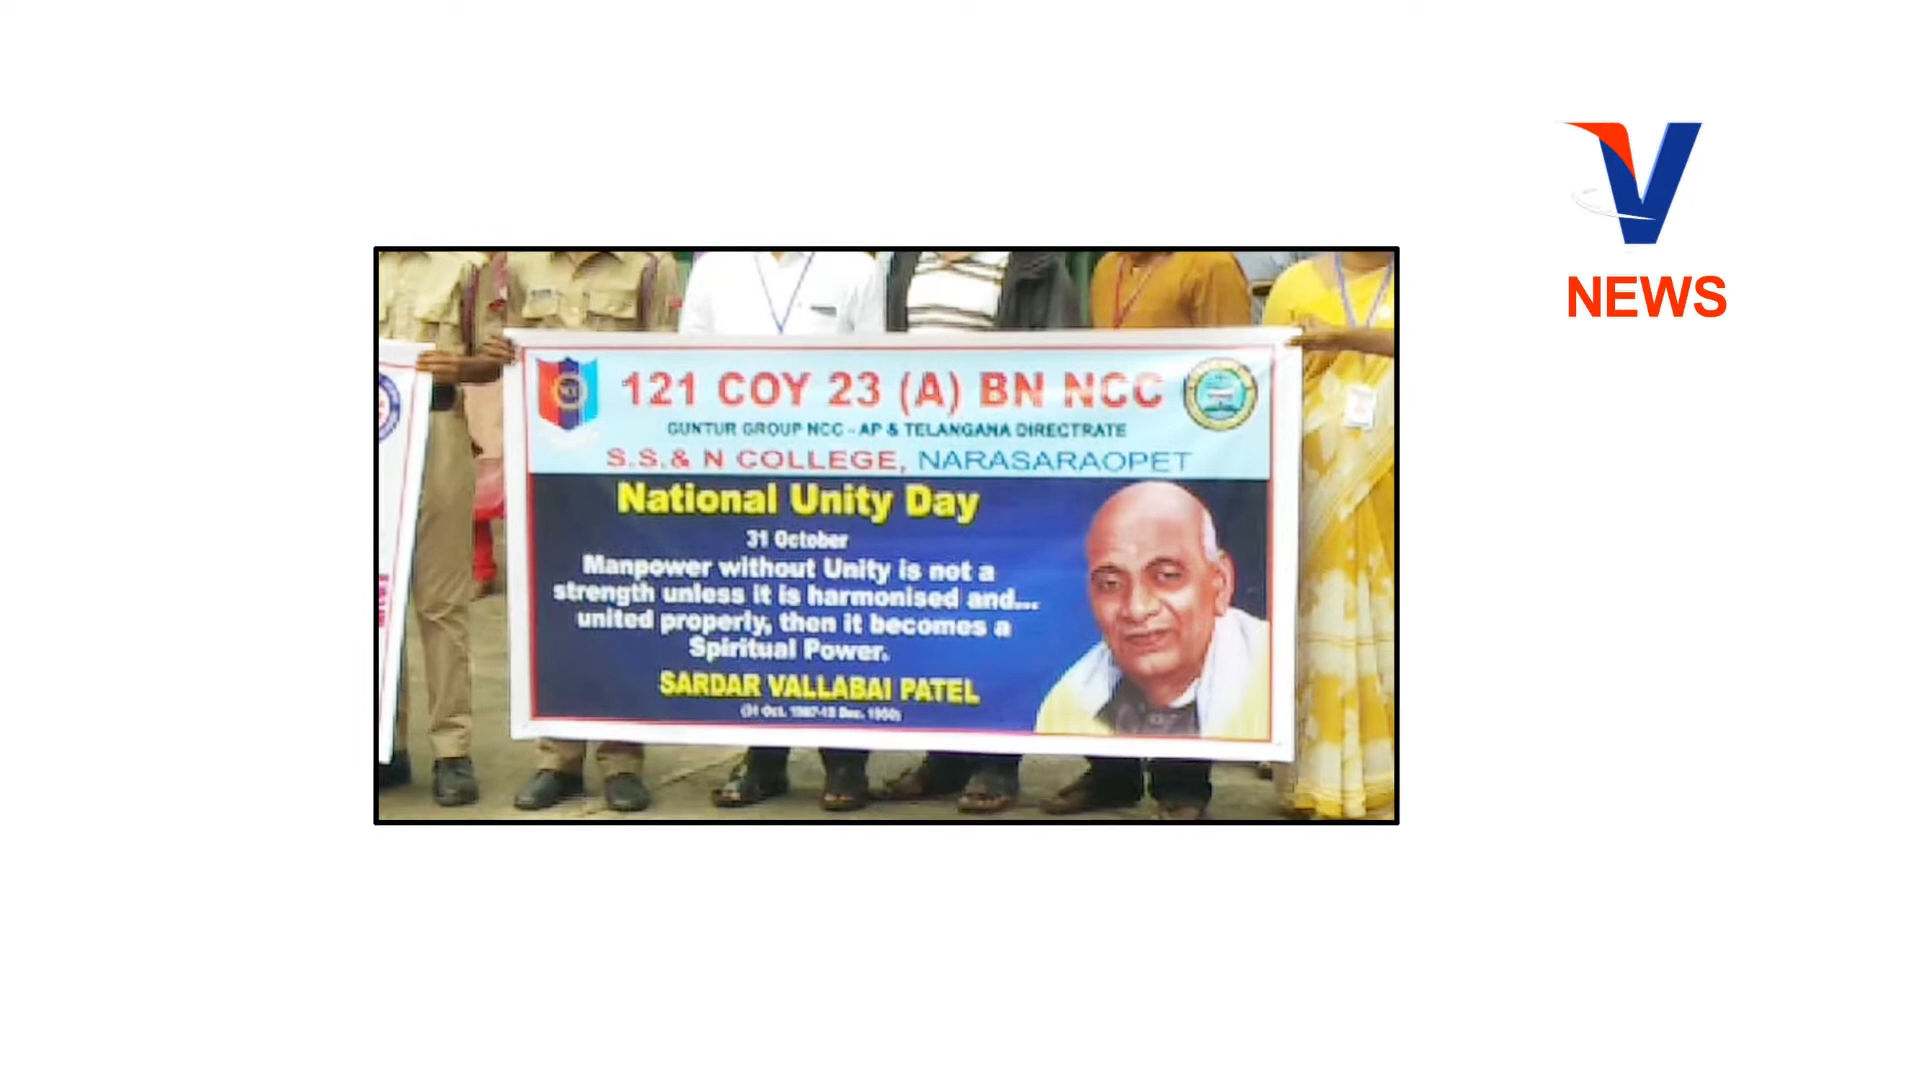 V
NEWS
121 COY 23 (A) BN NCC
GUNTUR GROUP NCC - AP & TELANGANA DIRECTRATE
S.S.& N COLLEGE, NARASARAOPET
National Unity Day
31 October
Manpower without Unity is not a
strength unless it is harmonised and...
united properly, then it becomes a
Spiritual Power.
SARDAR VALLABAI PATEL